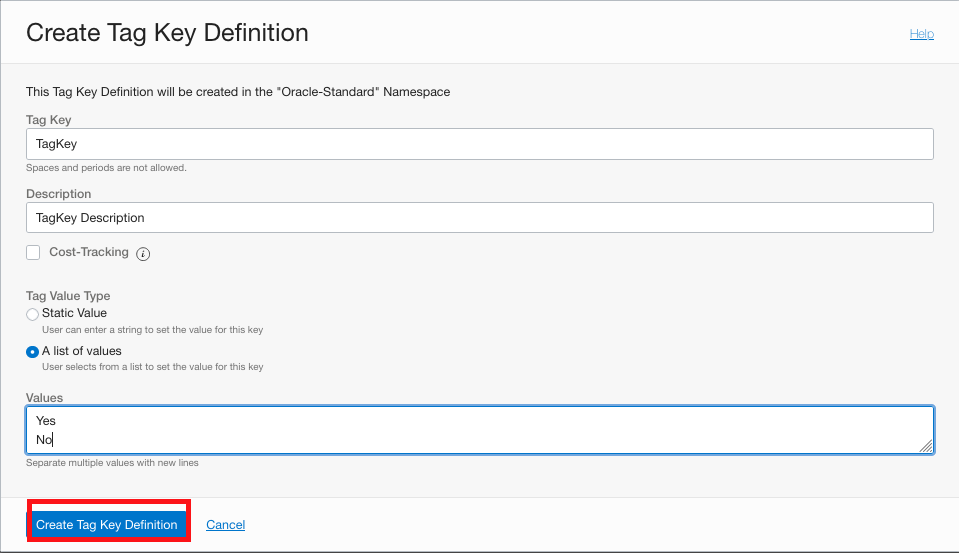 Create Tag Key Definition
Help
This Tag Key Definition will be created in the "Oracle-Standard" Namespace
Tag Key
TagKey
Spaces and periods are not allowed.
Description
TagKey Description
Cost-Tracking i
Tag Value Type
Static Value
User can enter a string to set the value for this key
A list of values
User selects from a list to set the value for this key
Values
Yes
No
Separate multiple values with new lines
Create Tag Key Definition
Cancel